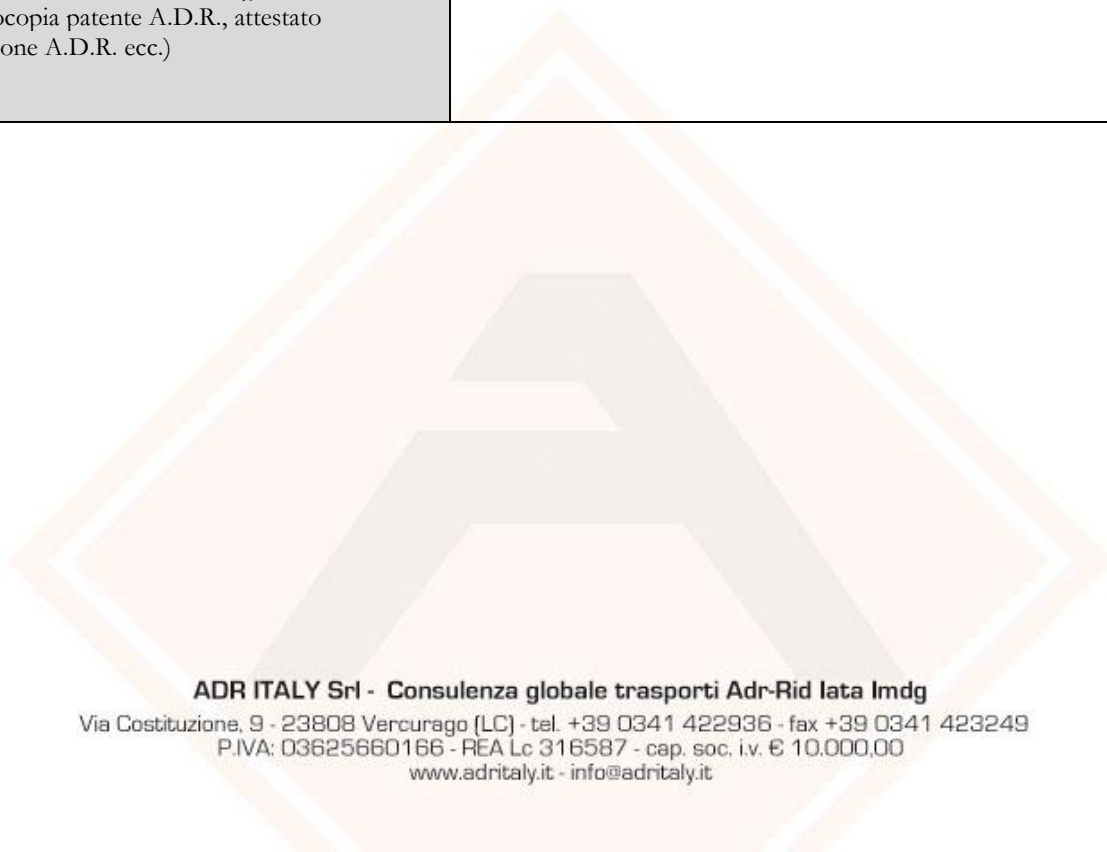 ocopia patente A.D.R., attestato
one A.D.R. ecc.)
ADR ITALY Srl - Consulenza globale trasporti Adr-Rid Iata Imdg
Via Costituzione, 9 - 23808 Vercurago (LC) - tel. +39 0341 422936 - fax +39 0341 423249
P.IVA: 03625660166 - REA Lc 316587 - cap. soc. i.v. € 10.000,00
www.adritaly.it - info@adritaly.it